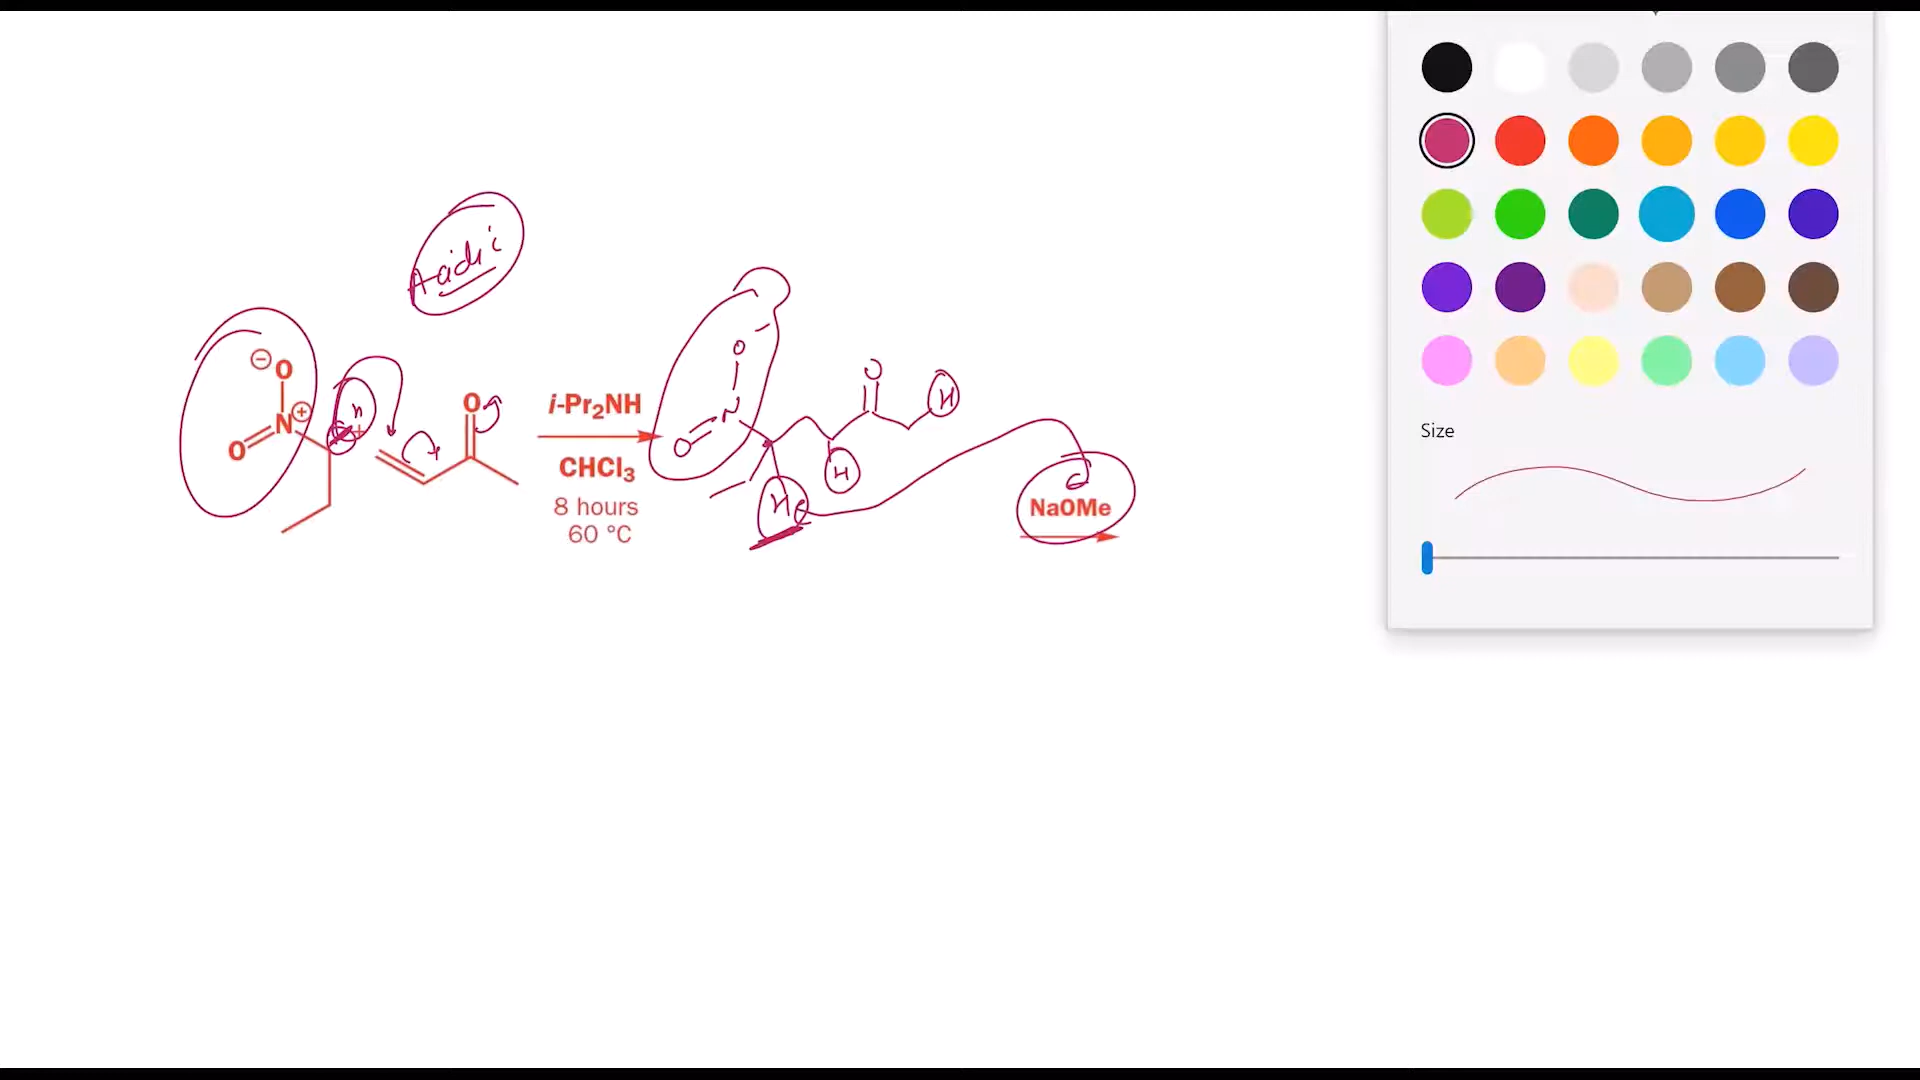 Acidic
⊖
O
N⊕
O
H
+
O
i-Pr₂NH
CHCl₃
8 hours
60 °C
O
-
N
O
O
H
H
H
NaOMe
Size